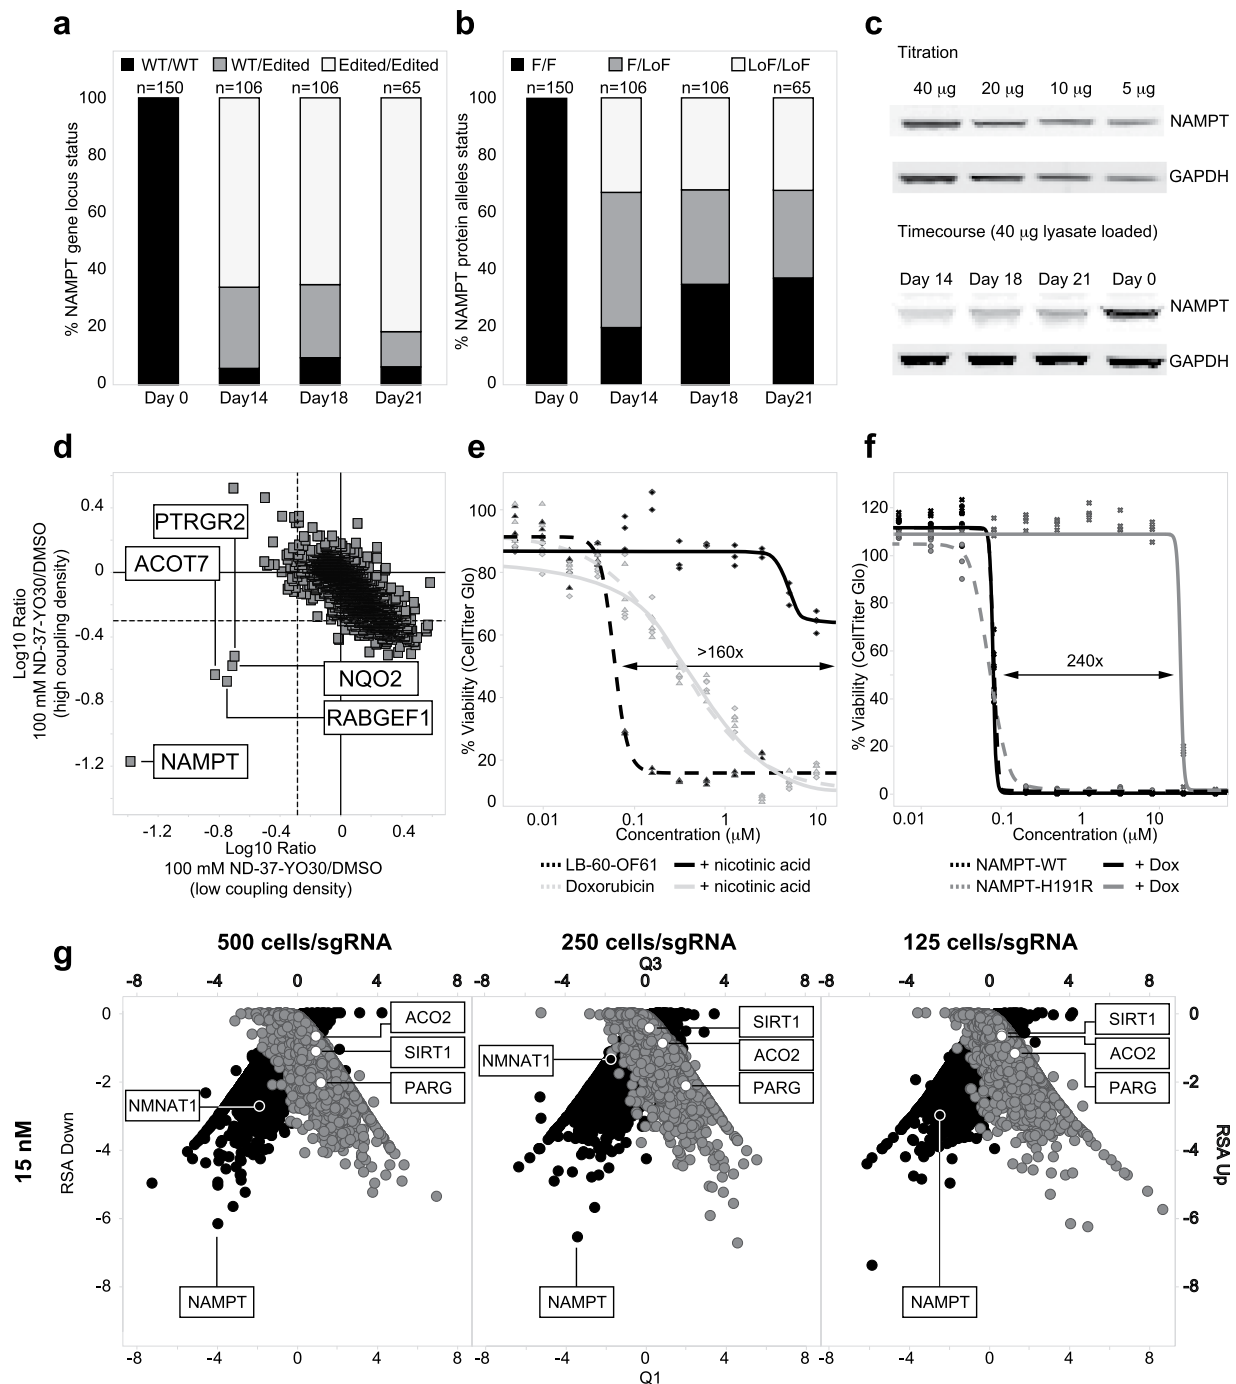 a
WT/WT WT/Edited Edited/Edited
n=150 n=106 n=106 n=65
% NAMPT gene locus status
100
80
60
40
20
0
Day 0 Day14 Day18 Day21
b
F/F F/LoF LoF/LoF
n=150 n=106 n=106 n=65
% NAMPT protein alleles status
100
80
60
40
20
0
Day 0 Day14 Day18 Day21
c
Titration
40 µg 20 µg 10 µg 5 µg
NAMPT
GAPDH
Timecourse (40 µg lyasate loaded)
Day 14 Day 18 Day 21 Day 0
NAMPT
GAPDH
d
Log10 Ratio
100 mM ND-37-YO30/DMSO
(high coupling density)
0.4
0
-0.4
-0.8
-1.2
PTRGR2
ACOT7
NQO2
RABGEF1
NAMPT
-1.2 -0.8 -0.4 0 0.4
Log10 Ratio
100 mM ND-37-YO30/DMSO
(low coupling density)
e
% Viability (CellTiter Glo)
100
80
60
40
20
0
>160x
0.01 0.1 1 10
Concentration (µM)
LB-60-OF61 + nicotinic acid
Doxorubicin + nicotinic acid
f
% Viability (CellTiter Glo)
120
100
80
60
40
20
0
240x
0.01 0.1 1 10
Concentration (µM)
NAMPT-WT + Dox
NAMPT-H191R + Dox
g
500 cells/sgRNA 250 cells/sgRNA 125 cells/sgRNA
Q3
-8 -4 0 4 8 -8 -4 0 4 8 -8 -4 0 4 8
15 nM
RSA Down
0
-2
-4
-6
-8
ACO2
SIRT1
PARG
NMNAT1
NAMPT
SIRT1
ACO2
PARG
NMNAT1
NAMPT
SIRT1
ACO2
PARG
NAMPT
0
-2
-4
-6
-8
RSA Up
-8 -4 0 4 8 -8 -4 0 4 8 -8 -4 0 4 8
Q1